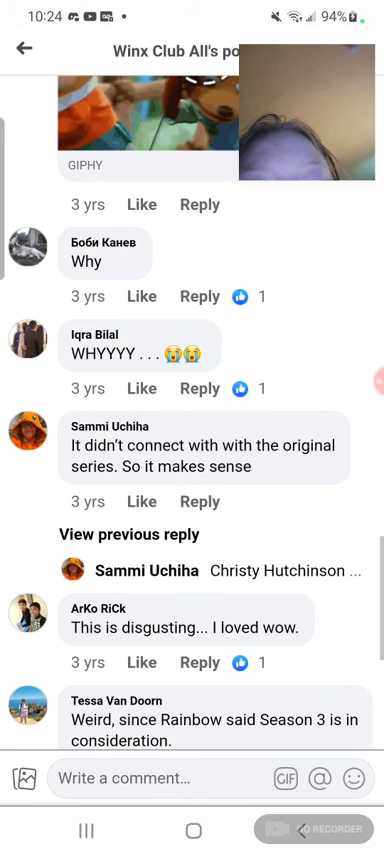 10:24
94%
Winx Club All's po
GIPHY
3 yrs Like Reply
Боби Канев
Why
3 yrs Like Reply 1
Iqra Bilal
WHYYYY . . . 😭😭
3 yrs Like Reply 1
Sammi Uchiha
It didn't connect with with the original
series. So it makes sense
3 yrs Like Reply
View previous reply
Sammi Uchiha Christy Hutchinson ...
ArKo RiCk
This is disgusting... I loved wow.
3 yrs Like Reply 1
Tessa Van Doorn
Weird, since Rainbow said Season 3 is in
consideration.
Write a comment...
GIF
RECORDER